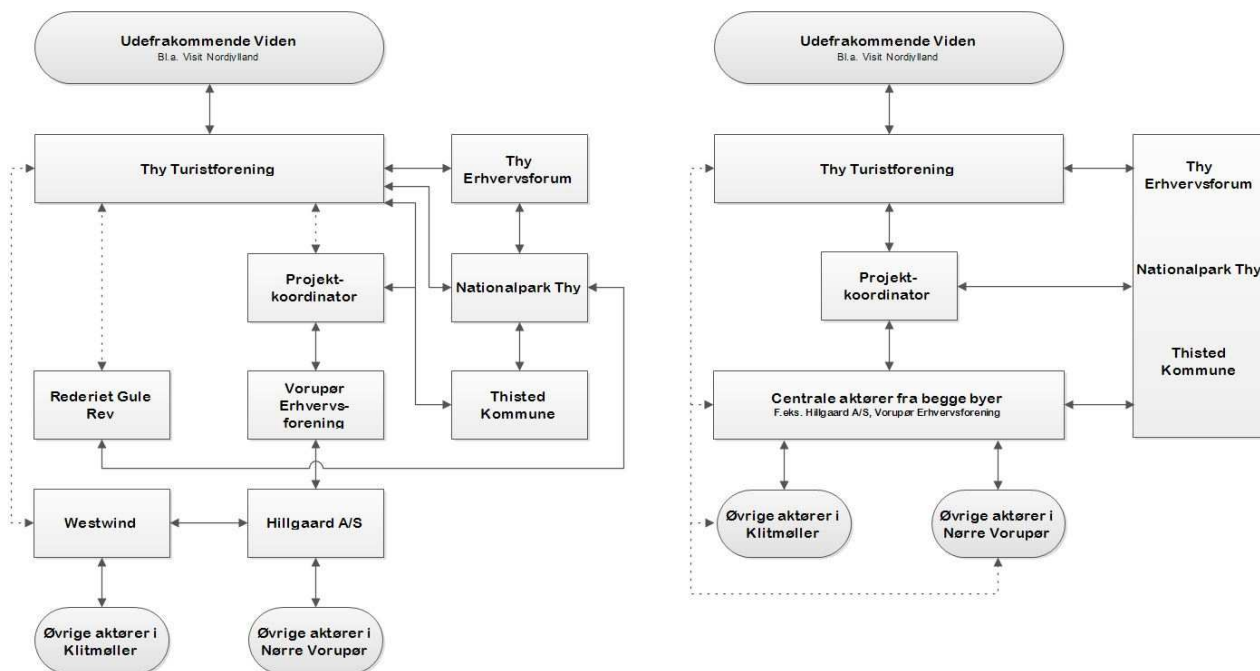 Udefrakommende Viden
Bl.a. Visit Nordjylland
Thy Turistforening
Thy
Erhvervsforum
Projekt-
koordinator
Nationalpark Thy
Rederiet Gule
Rev
Vorupør
Erhvervs-
forening
Thisted
Kommune
Westwind
Hillgaard A/S
Øvrige aktører i
Klitmøller
Øvrige aktører i
Nørre Vorupør
Udefrakommende Viden
Bl.a. Visit Nordjylland
Thy Turistforening
Thy
Erhvervsforum
Projekt-
koordinator
Nationalpark Thy
Thisted
Kommune
Centrale aktører fra begge byer
F.eks. Hillgaard A/S, Vorupør Erhvervsforening
Øvrige aktører i
Klitmøller
Øvrige aktører i
Nørre Vorupør